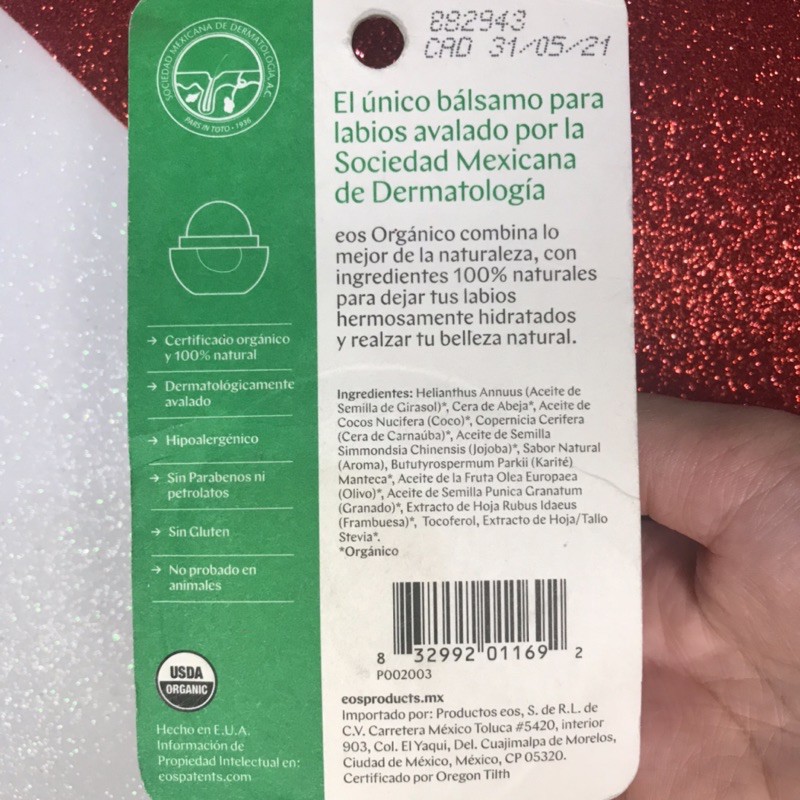 SOCIEDAD MEXICANA DE DERMATOLOGIA, A.C.
PARS IN TOTO • 1936
→ Certificado orgánico
y 100% natural
→ Dermatológicamente
avalado
→ Hipoalergénico
→ Sin Parabenos ni
petrolatos
→ Sin Gluten
→ No probado en
animales
USDA
ORGANIC
Hecho en E.U.A.
Información de
Propiedad Intelectual en:
eospatents.com
892943
CAD 31/05/21
El único bálsamo para
labios avalado por la
Sociedad Mexicana
de Dermatología
eos Orgánico combina lo
mejor de la naturaleza, con
ingredientes 100% naturales
para dejar tus labios
hermosamente hidratados
y realzar tu belleza natural.
Ingredientes: Helianthus Annuus (Aceite de
Semilla de Girasol)*, Cera de Abeja*, Aceite de
Cocos Nucifera (Coco)*, Copernicia Cerifera
(Cera de Carnaúba)*, Aceite de Semilla
Simmondsia Chinensis (Jojoba)*, Sabor Natural
(Aroma), Bututyrospermum Parkii (Karité)
Manteca*, Aceite de la Fruta Olea Europaea
(Olivo)*, Aceite de Semilla Punica Granatum
(Granado)*, Extracto de Hoja Rubus Idaeus
(Frambuesa)*, Tocoferol, Extracto de Hoja/Tallo
Stevia*.
*Orgánico
8 32992 01169 2
P002003
eosproducts.mx
Importado por: Productos eos, S. de R.L. de
C.V. Carretera México Toluca #5420, interior
903, Col. El Yaqui, Del. Cuajimalpa de Morelos,
Ciudad de México, México, CP 05320.
Certificado por Oregon Tilth